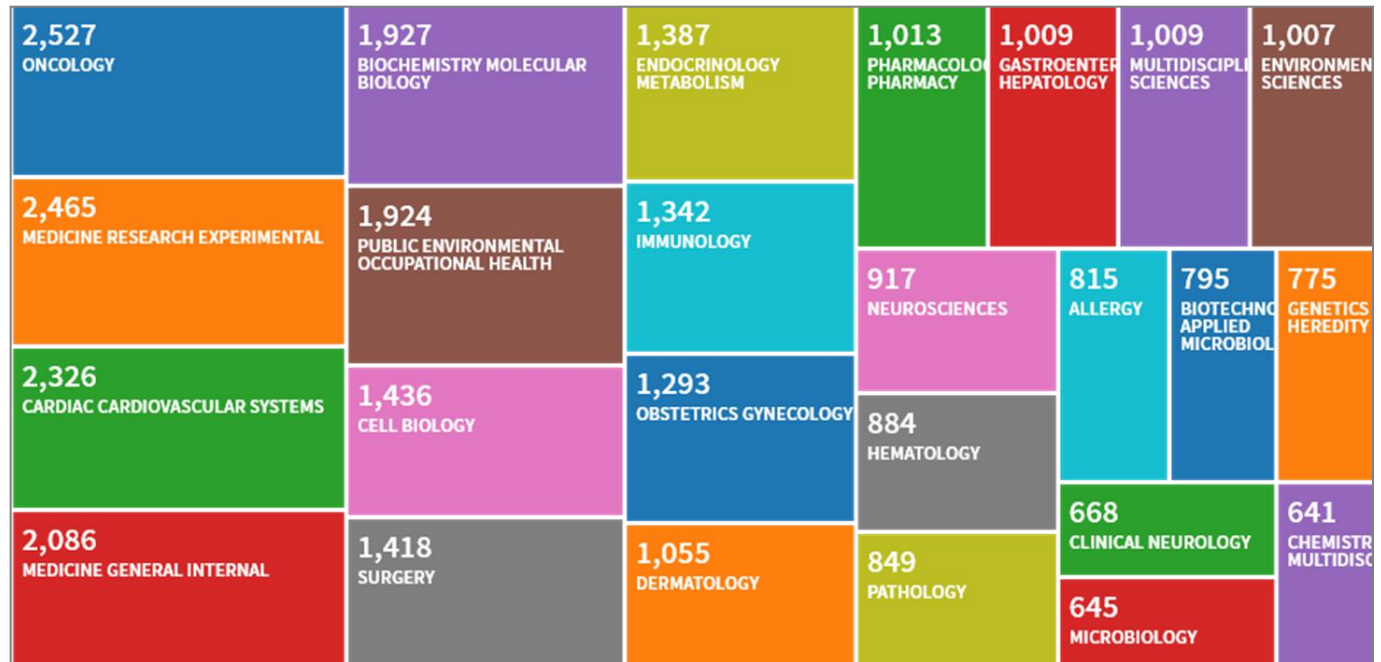 2,527
ONCOLOGY
2,465
MEDICINE RESEARCH EXPERIMENTAL
2,326
CARDIAC CARDIOVASCULAR SYSTEMS
2,086
MEDICINE GENERAL INTERNAL
1,927
BIOCHEMISTRY MOLECULAR
BIOLOGY
1,924
PUBLIC ENVIRONMENTAL
OCCUPATIONAL HEALTH
1,436
CELL BIOLOGY
1,418
SURGERY
1,387
ENDOCRINOLOGY
METABOLISM
1,342
IMMUNOLOGY
1,293
OBSTETRICS GYNECOLOGY
1,055
DERMATOLOGY
1,013
PHARMACOLO
PHARMACY
1,009
GASTROENTER
HEPATOLOGY
1,009
MULTIDISCIPLI
SCIENCES
1,007
ENVIRONMEN
SCIENCES
917
NEUROSCIENCES
884
HEMATOLOGY
849
PATHOLOGY
815
ALLERGY
795
BIOTECHNO
APPLIED
MICROBIOL
775
GENETICS
HEREDITY
668
CLINICAL NEUROLOGY
645
MICROBIOLOGY
641
CHEMISTR
MULTIDISC